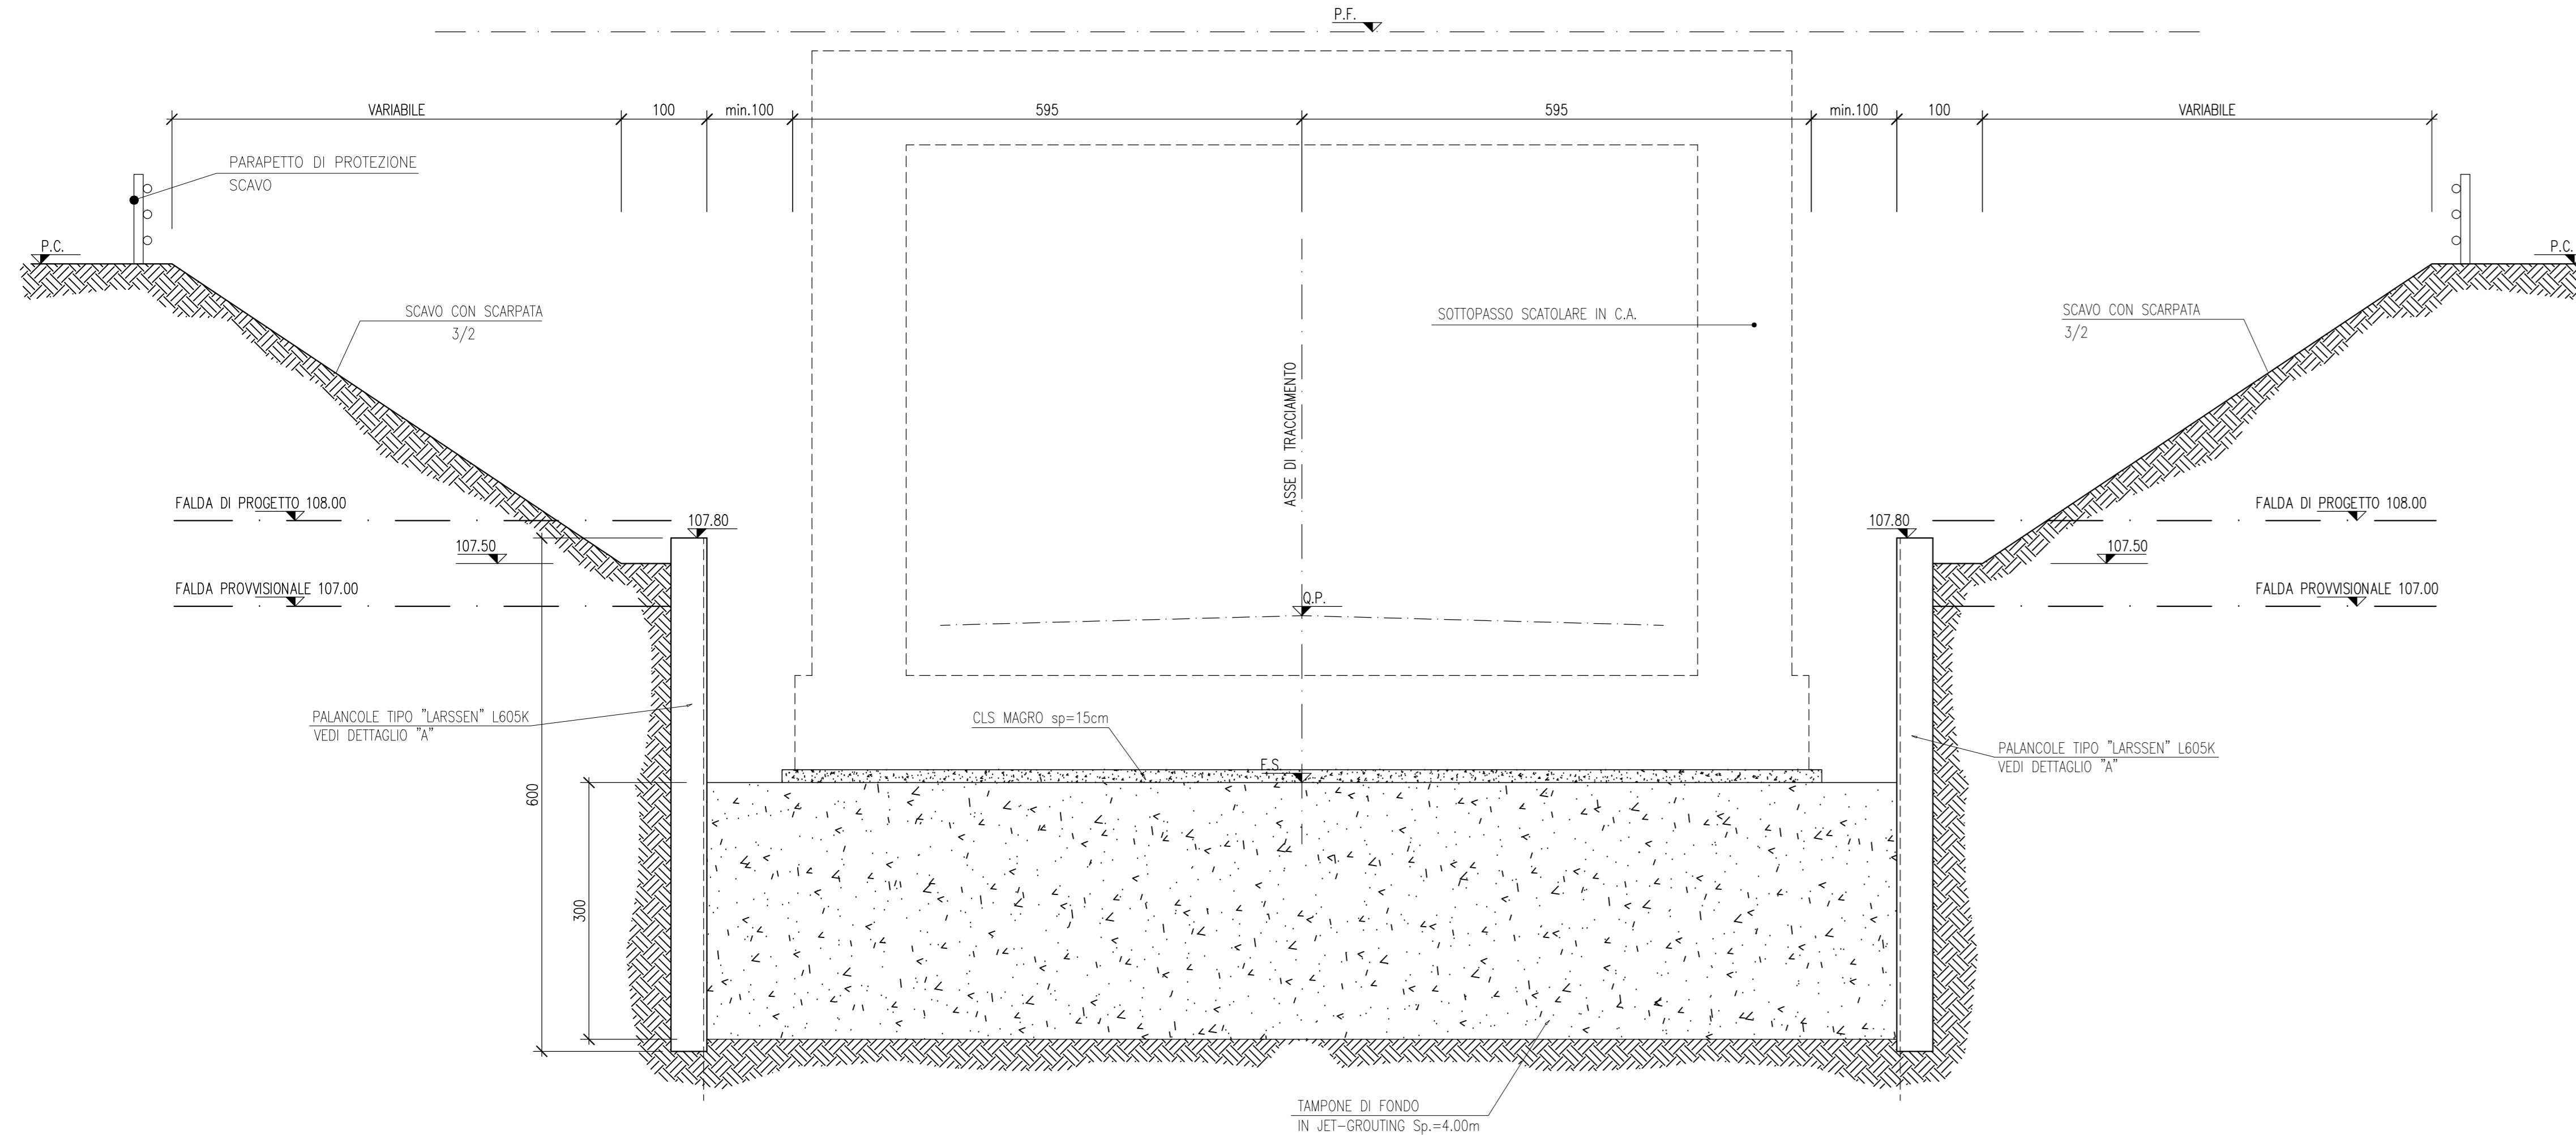 P.F.
VARIABILE
100
min.100
595
595
min.100
100
VARIABILE
PARAPETTO DI PROTEZIONE
SCAVO
P.C.
P.C.
SCAVO CON SCARPATA
3/2
SOTTOPASSO SCATOLARE IN C.A.
SCAVO CON SCARPATA
3/2
ASSE DI TRACCIAMENTO
FALDA DI PROGETTO 108.00
107.80
107.50
FALDA PROVVISIONALE 107.00
107.80
FALDA DI PROGETTO 108.00
107.50
FALDA PROVVISIONALE 107.00
Q.P.
PALANCOLE TIPO "LARSSEN" L605K
VEDI DETTAGLIO "A"
CLS MAGRO sp=15cm
PALANCOLE TIPO "LARSSEN" L605K
VEDI DETTAGLIO "A"
F.S.
600
300
TAMPONE DI FONDO
IN JET-GROUTING Sp.=4.00m